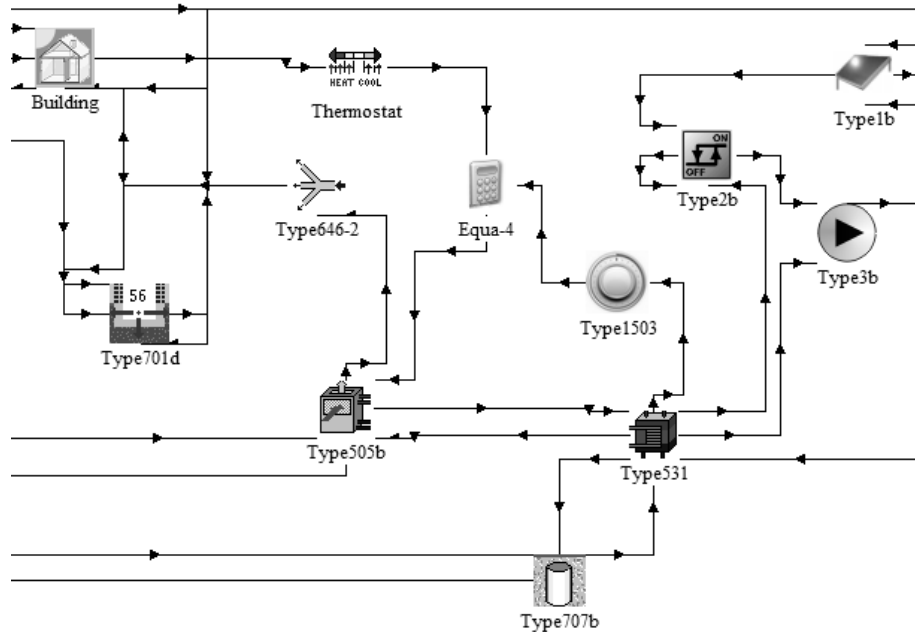 Building
HEAT COOL
Thermostat
Type1b
ON
OFF
Type2b
Type646-2
Equa-4
Type3b
Type1503
56
Type701d
Type505b
Type531
Type707b